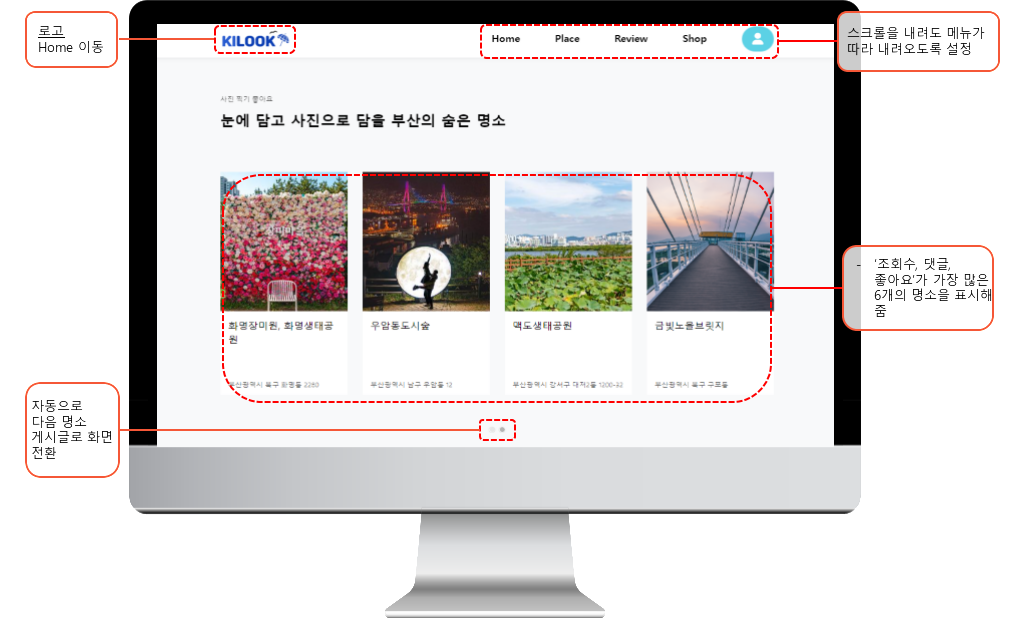 로고
Home 이동
KILOOK
Home
Place
Review
Shop
스크롤을 내려도 메뉴가
따라 내려오도록 설정
사진 찍기 좋아요
눈에 담고 사진으로 담을 부산의 숨은 명소
화명장미원, 화명생태공
원
부산광역시 북구 화명동 2280
우암동도시숲
부산광역시 남구 우암동 12
맥도생태공원
부산광역시 강서구 대저2동 1200-32
금빛노을브릿지
부산광역시 북구 구포동
- '조회수, 댓글,
좋아요'가 가장 많은
6개의 명소을 표시해
줌
자동으로
다음 명소
게시글로 화면
전환